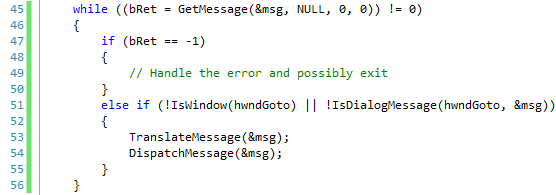 45 while ((bRet = GetMessage(&msg, NULL, 0, 0)) != 0)
46 {
47 if (bRet == -1)
48 {
49 // Handle the error and possibly exit
50 }
51 else if (!IsWindow(hwndGoto) || !IsDialogMessage(hwndGoto, &msg))
52 {
53 TranslateMessage(&msg);
54 DispatchMessage(&msg);
55 }
56 }